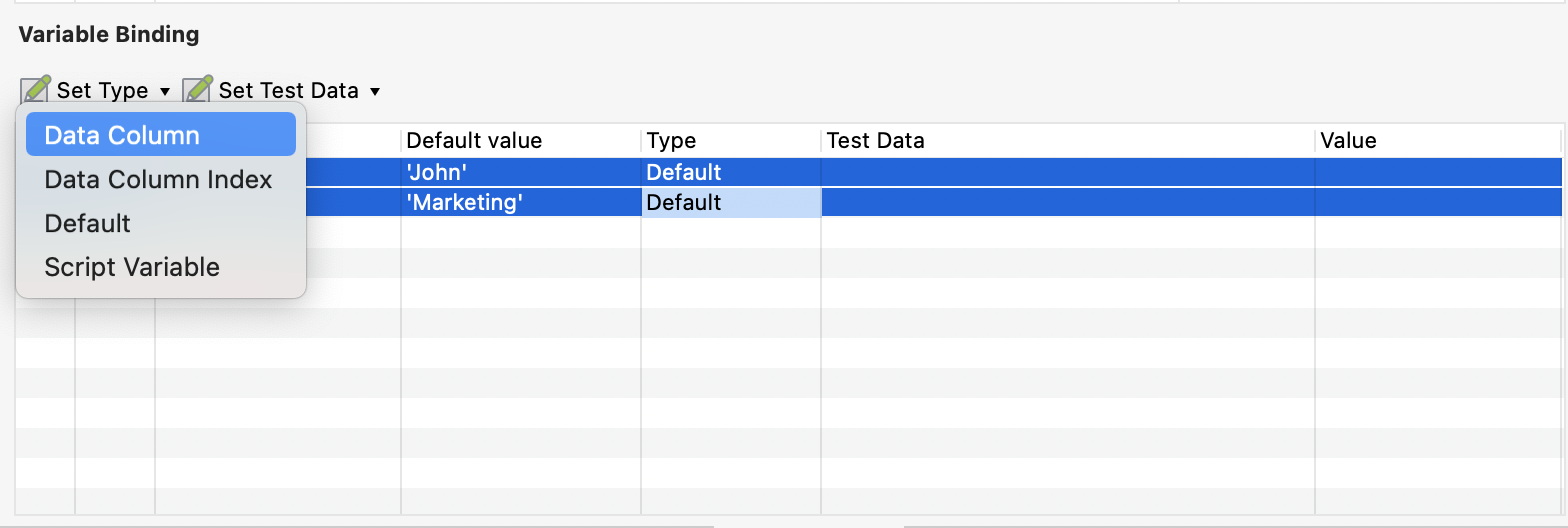 Variable Binding
Set Type ▾ Set Test Data ▾
Data Column
Data Column Index
Default
Script Variable
Default value Type Test Data Value
'John' Default
'Marketing' Default